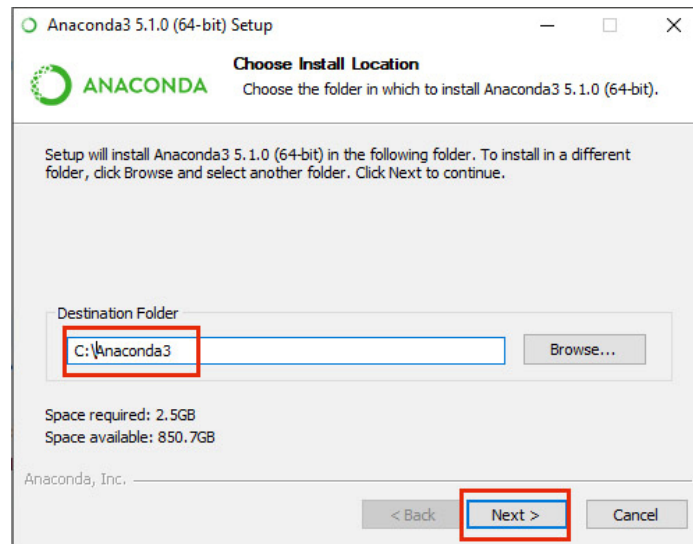 Anaconda3 5.1.0 (64-bit) Setup
ANACONDA
Choose Install Location
Choose the folder in which to install Anaconda3 5.1.0 (64-bit).
Setup will install Anaconda3 5.1.0 (64-bit) in the following folder. To install in a different
folder, click Browse and select another folder. Click Next to continue.
Destination Folder
C:\Anaconda3
Browse...
Space required: 2.5GB
Space available: 850.7GB
Anaconda, Inc.
< Back
Next >
Cancel